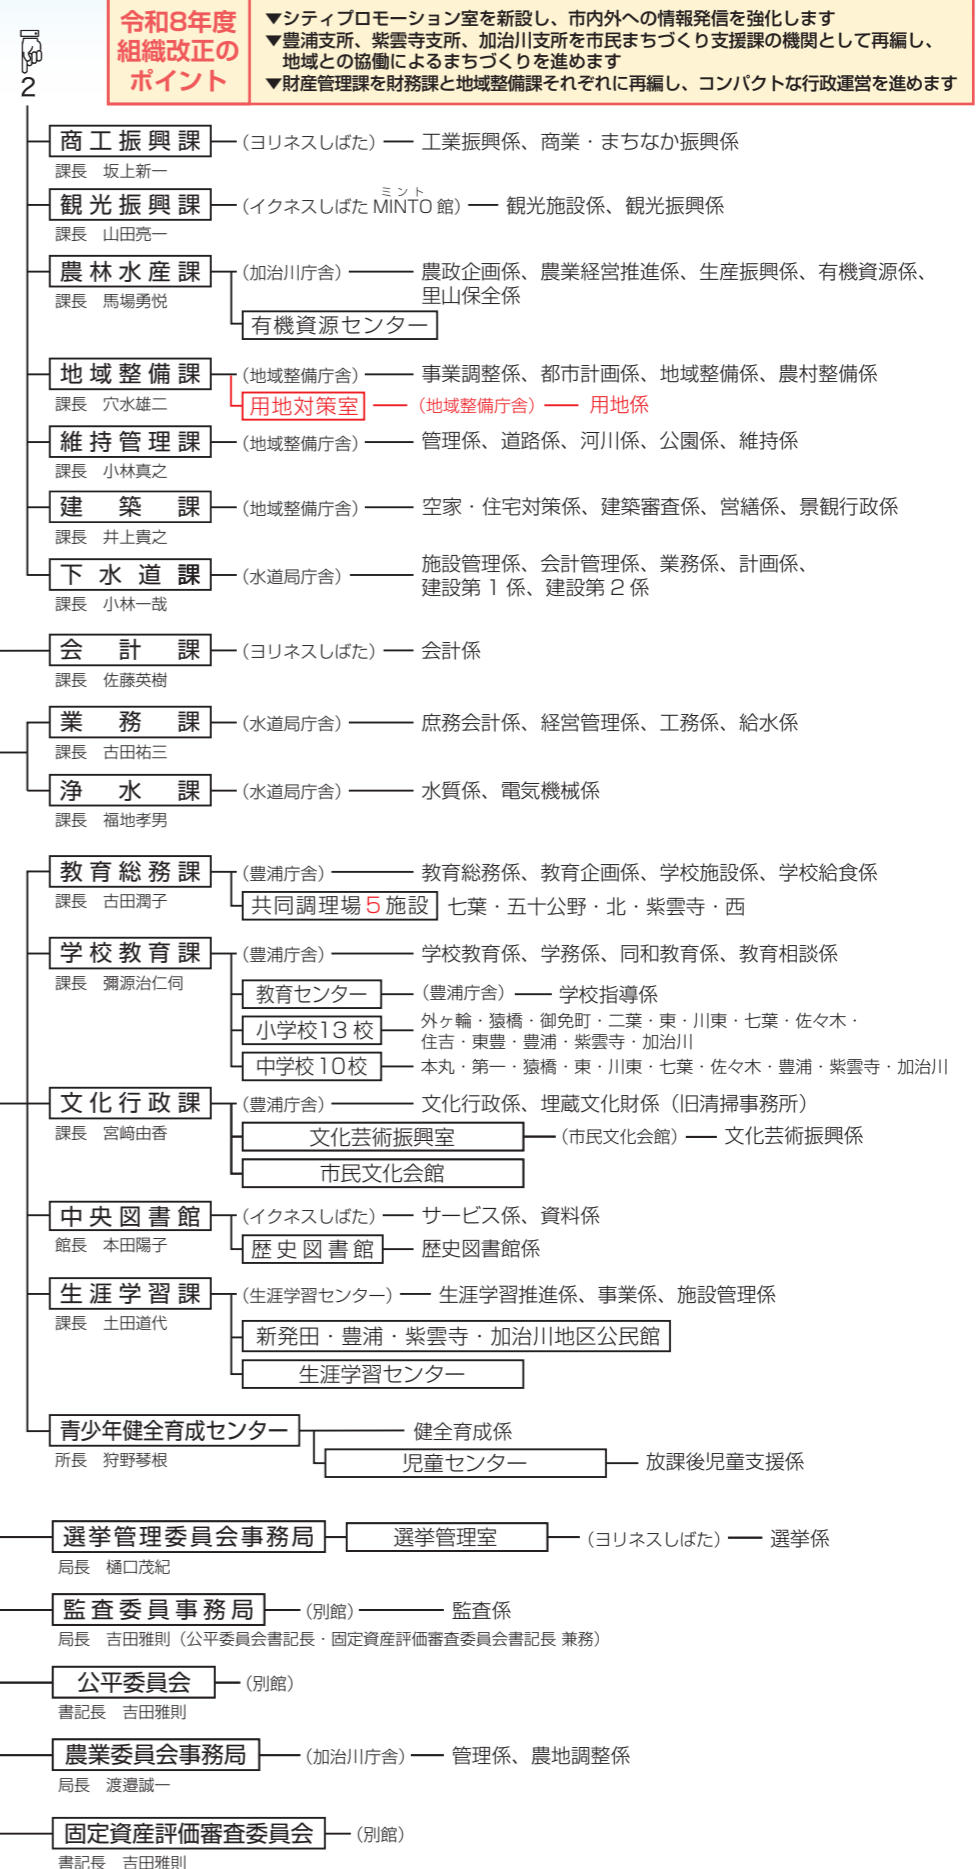 令和8年度
組織改正の
ポイント
▼シティプロモーション室を新設し、市内外への情報発信を強化します
▼豊浦支所、紫雲寺支所、加治川支所を市民まちづくり支援課の機関として再編し、
地域との協働によるまちづくりを進めます
▼財産管理課を財務課と地域整備課それぞれに再編し、コンパクトな行政運営を進めます
2
商工振興課 (ヨリネスしばた) 工業振興係、商業・まちなか振興係
課長 坂上新一
ミント
観光振興課 (イクネスしばた MINTO 館) 観光施設係、観光振興係
課長 山田亮一
農林水産課 (加治川庁舎) 農政企画係、農業経営推進係、生産振興係、有機資源係、
里山保全係
課長 馬場勇悦
有機資源センター
地域整備課 (地域整備庁舎) 事業調整係、都市計画係、地域整備係、農村整備係
課長 穴水雄二
用地対策室 (地域整備庁舎) 用地係
維持管理課 (地域整備庁舎) 管理係、道路係、河川係、公園係、維持係
課長 小林真之
建築課 (地域整備庁舎) 空家・住宅対策係、建築審査係、営繕係、景観行政係
課長 井上貴之
下水道課 (水道局庁舎) 施設管理係、会計管理係、業務係、計画係、
建設第1係、建設第2係
課長 小林一哉
会計課 (ヨリネスしばた) 会計係
課長 佐藤英樹
業務課 (水道局庁舎) 庶務会計係、経営管理係、工務係、給水係
課長 古田祐三
浄水課 (水道局庁舎) 水質係、電気機械係
課長 福地孝男
教育総務課 (豊浦庁舎) 教育総務係、教育企画係、学校施設係、学校給食係
課長 古田潤子
共同調理場5施設 七葉・五十公野・北・紫雲寺・西
学校教育課 (豊浦庁舎) 学校教育係、学務係、同和教育係、教育相談係
課長 彌源治仁伺
教育センター (豊浦庁舎) 学校指導係
小学校13校 外ヶ輪・猿橋・御免町・二葉・東・川東・七葉・佐々木・
住吉・東豊・豊浦・紫雲寺・加治川
中学校10校 本丸・第一・猿橋・東・川東・七葉・佐々木・豊浦・紫雲寺・加治川
文化行政課 (豊浦庁舎) 文化行政係、埋蔵文化財係(旧清掃事務所)
課長 宮﨑由香
文化芸術振興室 (市民文化会館) 文化芸術振興係
市民文化会館
中央図書館 (イクネスしばた) サービス係、資料係
館長 本田陽子
歴史図書館 歴史図書館係
生涯学習課 (生涯学習センター) 生涯学習推進係、事業係、施設管理係
課長 土田道代
新発田・豊浦・紫雲寺・加治川地区公民館
生涯学習センター
青少年健全育成センター 健全育成係
所長 狩野琴根
児童センター 放課後児童支援係
選挙管理委員会事務局 選挙管理室 (ヨリネスしばた) 選挙係
局長 樋口茂紀
監査委員事務局 (別館) 監査係
局長 吉田雅則(公平委員会書記長・固定資産評価審査委員会書記長 兼務)
公平委員会 (別館)
書記長 吉田雅則
農業委員会事務局 (加治川庁舎) 管理係、農地調整係
局長 渡邉誠一
固定資産評価審査委員会 (別館)
書記長 吉田雅則